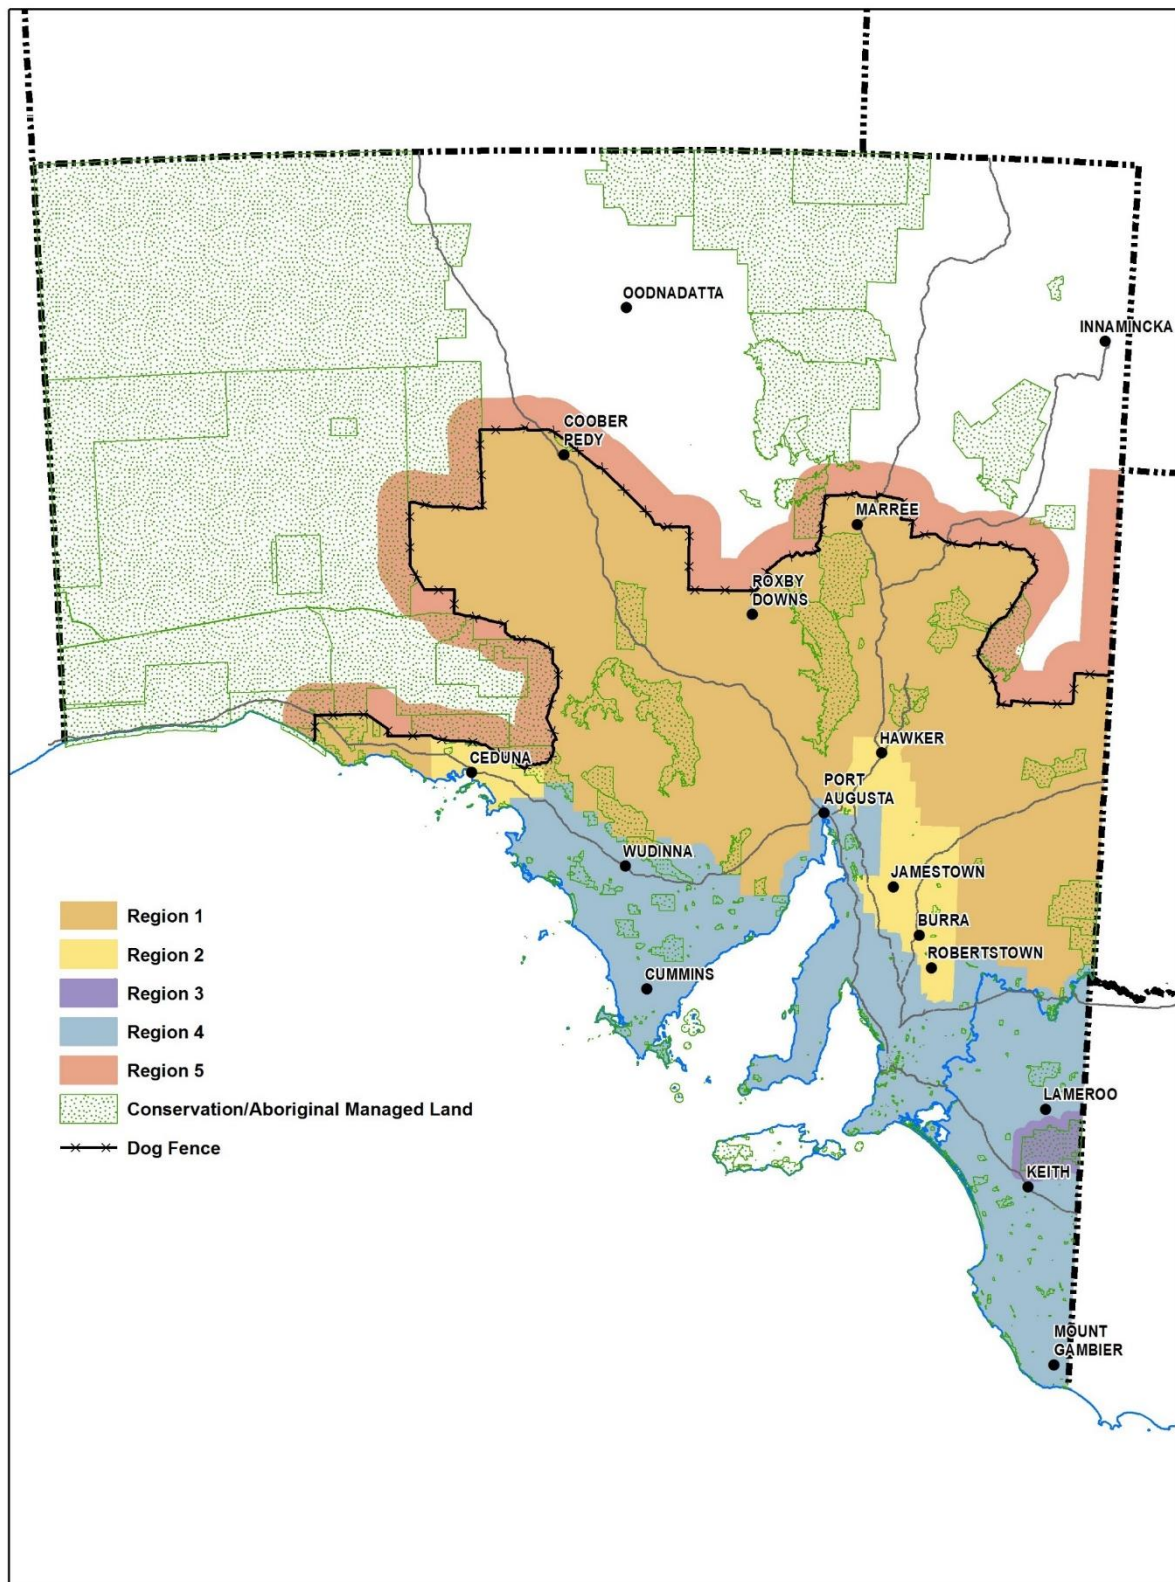 OODNADATTA
INNAMINCKA
COOBER
PEDY
MARREE
ROXBY
DOWNS
HAWKER
CEDUNA
PORT
AUGUSTA
WUDINNA
JAMESTOWN
BURRA
ROBERTSTOWN
CUMMINS
LAMEROO
KEITH
MOUNT
GAMBIER
Region 1
Region 2
Region 3
Region 4
Region 5
Conservation/Aboriginal Managed Land
Dog Fence